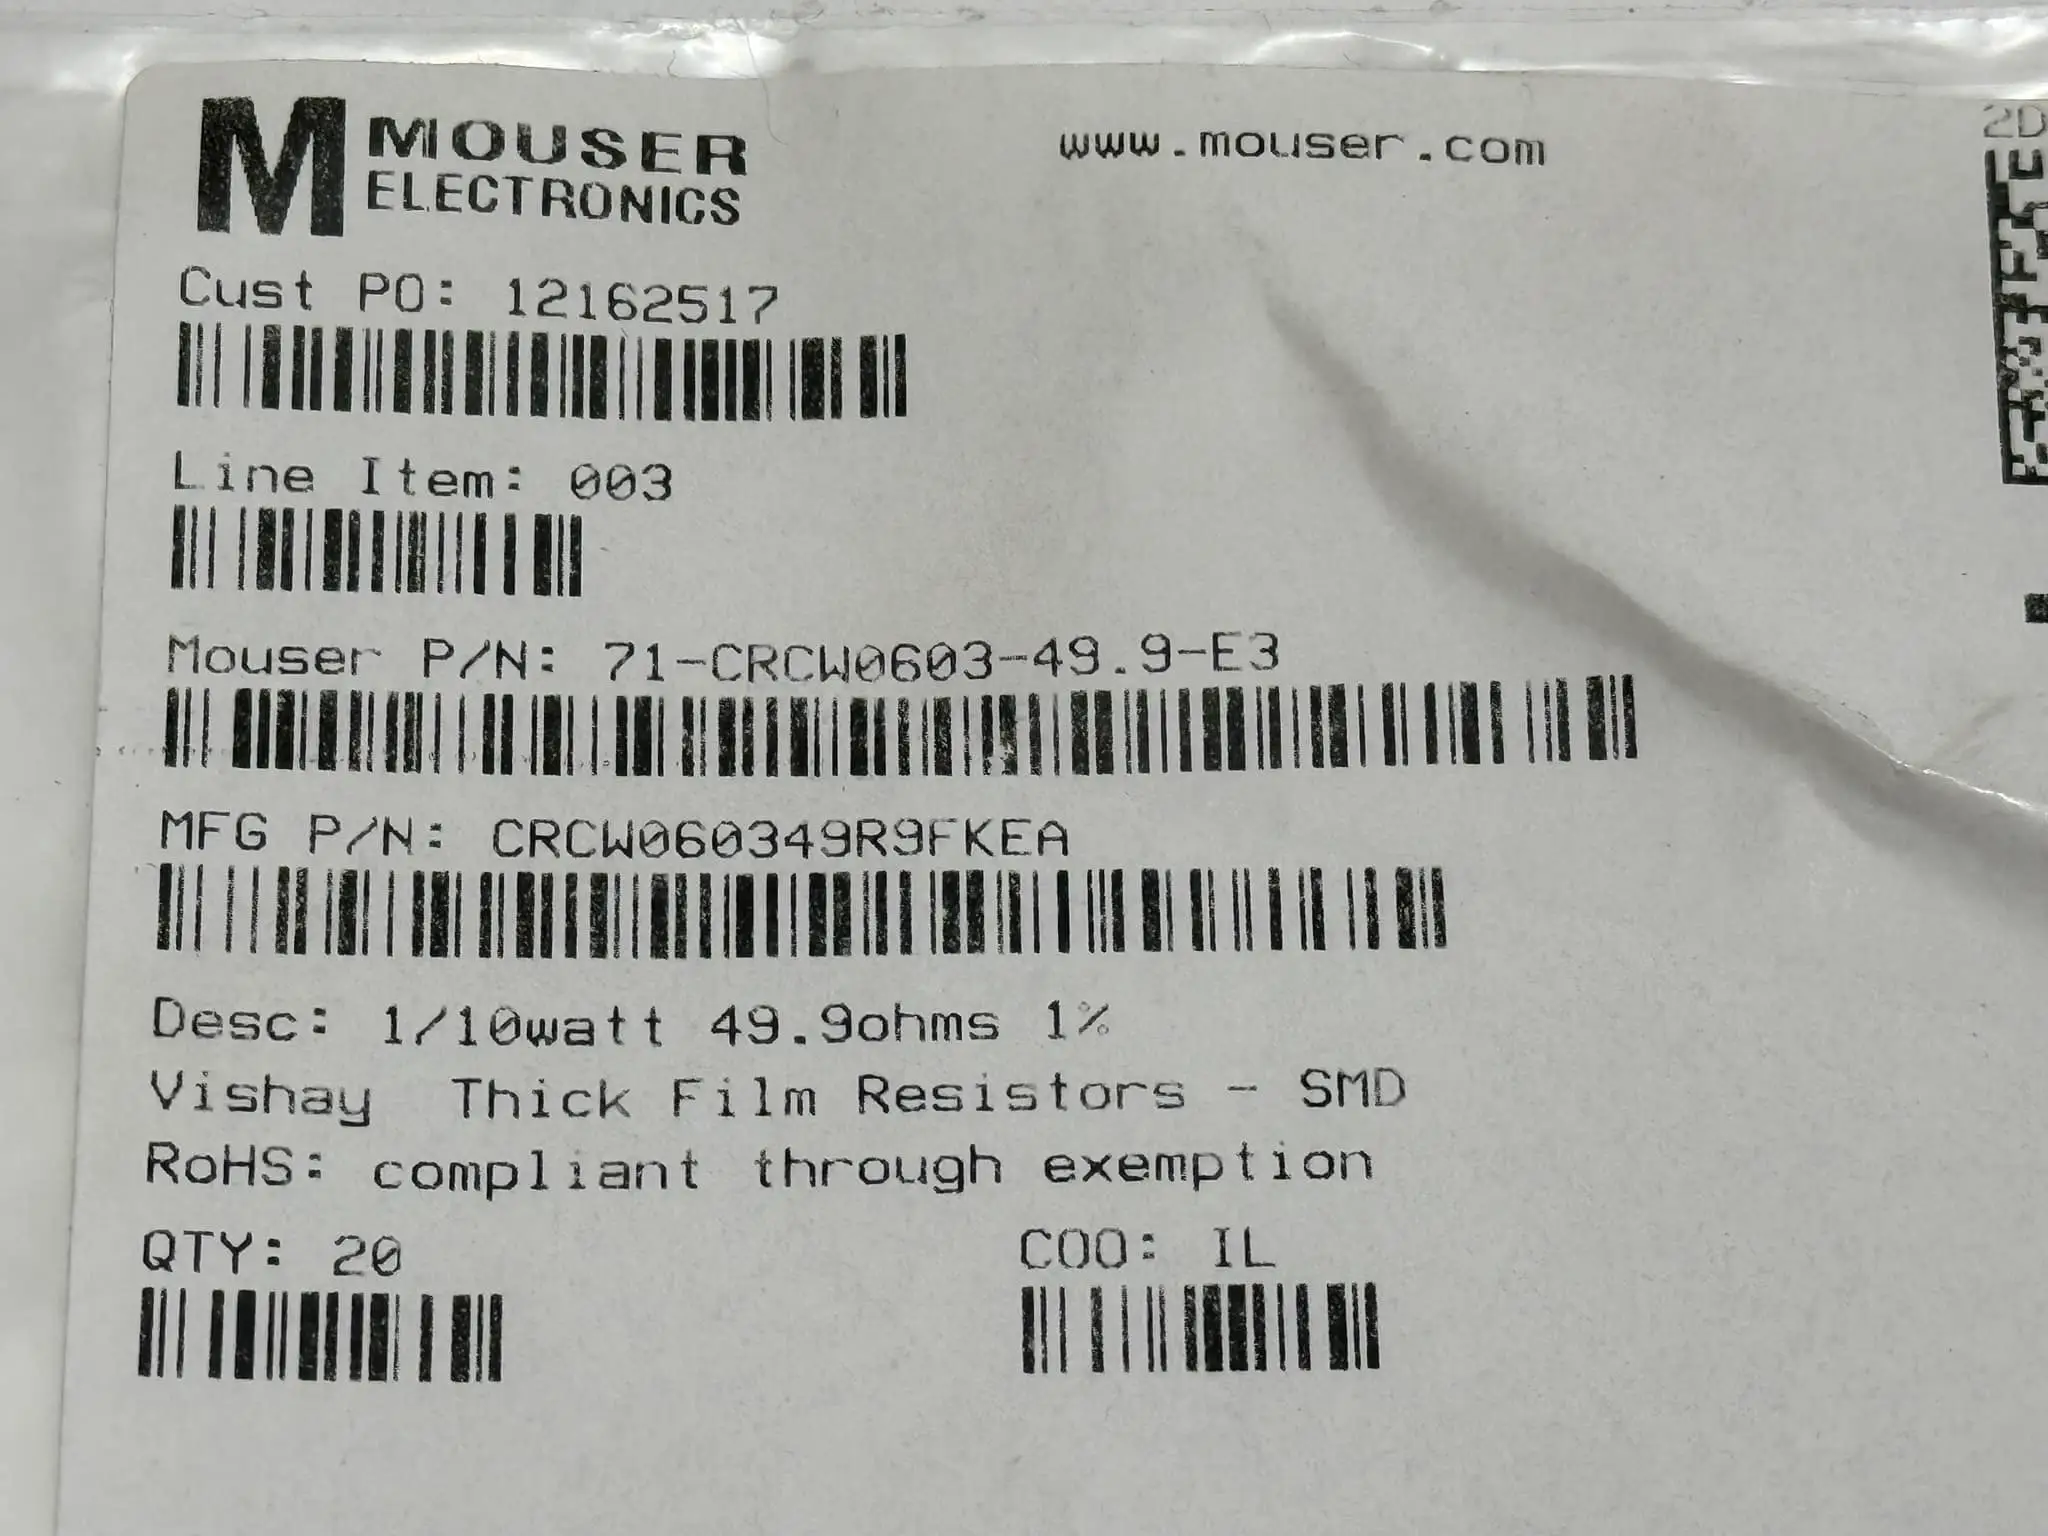 M MOUSER
ELECTRONICS
www.mouser.com
2D
Cust PO: 12162517
Line Item: 003
Mouser P/N: 71-CRCW0603-49.9-E3
MFG P/N: CRCW060349R9FKEA
Desc: 1/10watt 49.9ohms 1%
Vishay  Thick Film Resistors - SMD
RoHS: compliant through exemption
QTY: 20
COO: IL